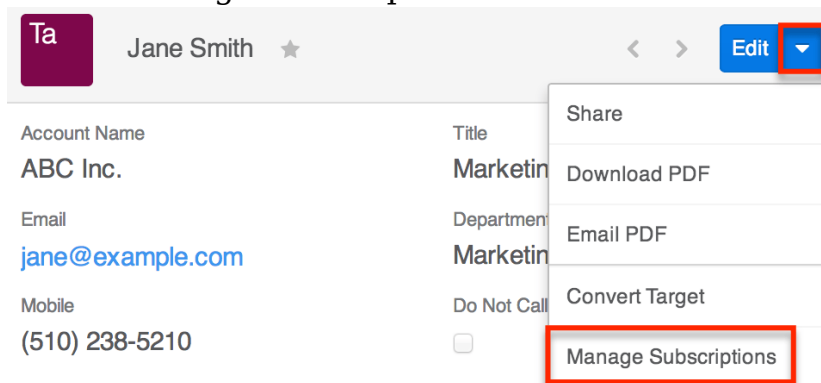 Ta
Jane Smith
Edit
Share
Account Name
Title
ABC Inc.
Marketin
Download PDF
Email
Department
Email PDF
jane@example.com
Marketin
Mobile
Do Not Call
Convert Target
(510) 238-5210
Manage Subscriptions